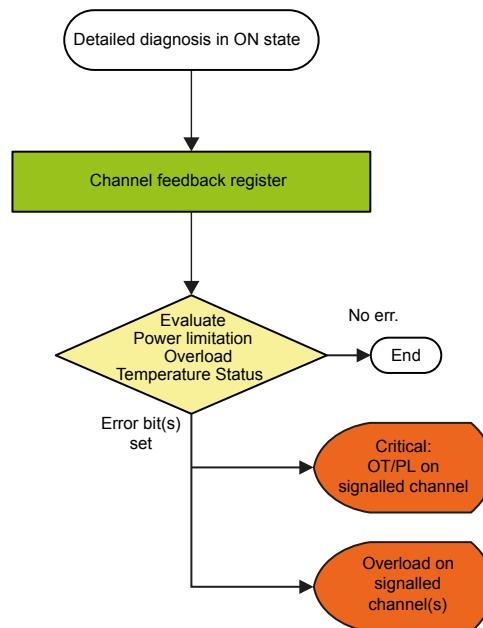 Detailed diagnosis in ON state
Channel feedback register
Evaluate
Power limitation
Overload
Temperature Status
No err.
End
Error bit(s)
set
Critical:
OT/PL on
signalled channel
Overload on
signalled
channel(s)